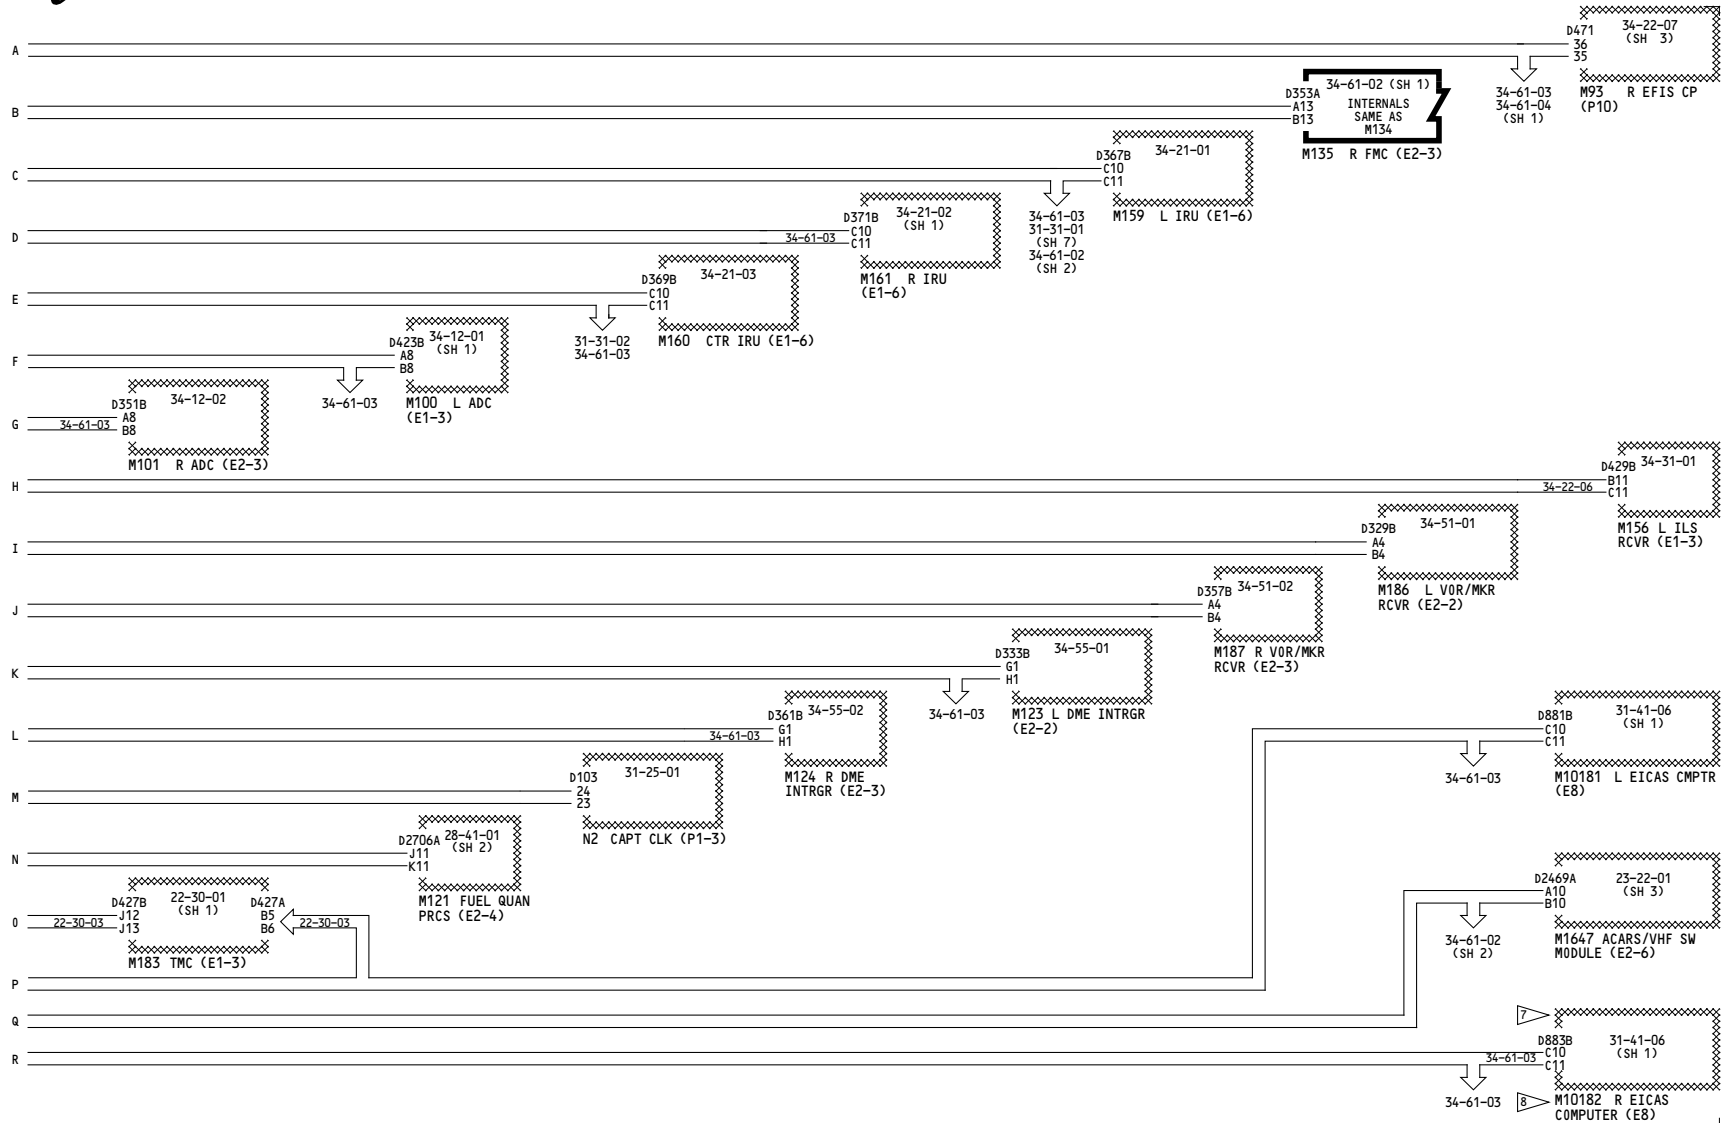 A
D471
36
35
34-22-07
(SH 3)
M93 R EFIS CP
(P10)
34-61-03
34-61-04
(SH 1)
B
D353A
A13
B13
34-61-02 (SH 1)
INTERNALS
SAME AS
M134
M135 R FMC (E2-3)
C
D367B
C10
C11
34-21-01
M159 L IRU (E1-6)
34-61-03
31-31-01
(SH 7)
34-61-02
(SH 2)
D
34-61-03
D371B
C10
C11
34-21-02
(SH 1)
M161 R IRU
(E1-6)
E
D369B
C10
C11
34-21-03
M160 CTR IRU (E1-6)
31-31-02
34-61-03
F
D423B
A8
B8
34-12-01
(SH 1)
M100 L ADC
(E1-3)
34-61-03
G
34-61-03
D351B
A8
B8
34-12-02
M101 R ADC (E2-3)
H
34-22-06
D429B
B11
C11
34-31-01
M156 L ILS
RCVR (E1-3)
I
D329B
A4
B4
34-51-01
M186 L VOR/MKR
RCVR (E2-2)
J
D357B
A4
B4
34-51-02
M187 R VOR/MKR
RCVR (E2-3)
K
D333B
G1
H1
34-55-01
M123 L DME INTRGR
(E2-2)
34-61-03
L
34-61-03
D361B
G1
H1
34-55-02
M124 R DME
INTRGR (E2-3)
D881B
C10
C11
31-41-06
(SH 1)
M10181 L EICAS CMPTR
(E8)
34-61-03
M
D103
24
23
31-25-01
N2 CAPT CLK (P1-3)
N
D2706A
J11
K11
28-41-01
(SH 2)
M121 FUEL QUAN
PRCS (E2-4)
D2469A
A10
B10
23-22-01
(SH 3)
M1647 ACARS/VHF SW
MODULE (E2-6)
34-61-02
(SH 2)
O
22-30-03
D427B
J12
J13
22-30-01
(SH 1)
D427A
B5
B6
22-30-03
M183 TMC (E1-3)
P
Q
7
R
34-61-03
D883B
C10
C11
31-41-06
(SH 1)
34-61-03
8
M10182 R EICAS
COMPUTER (E8)